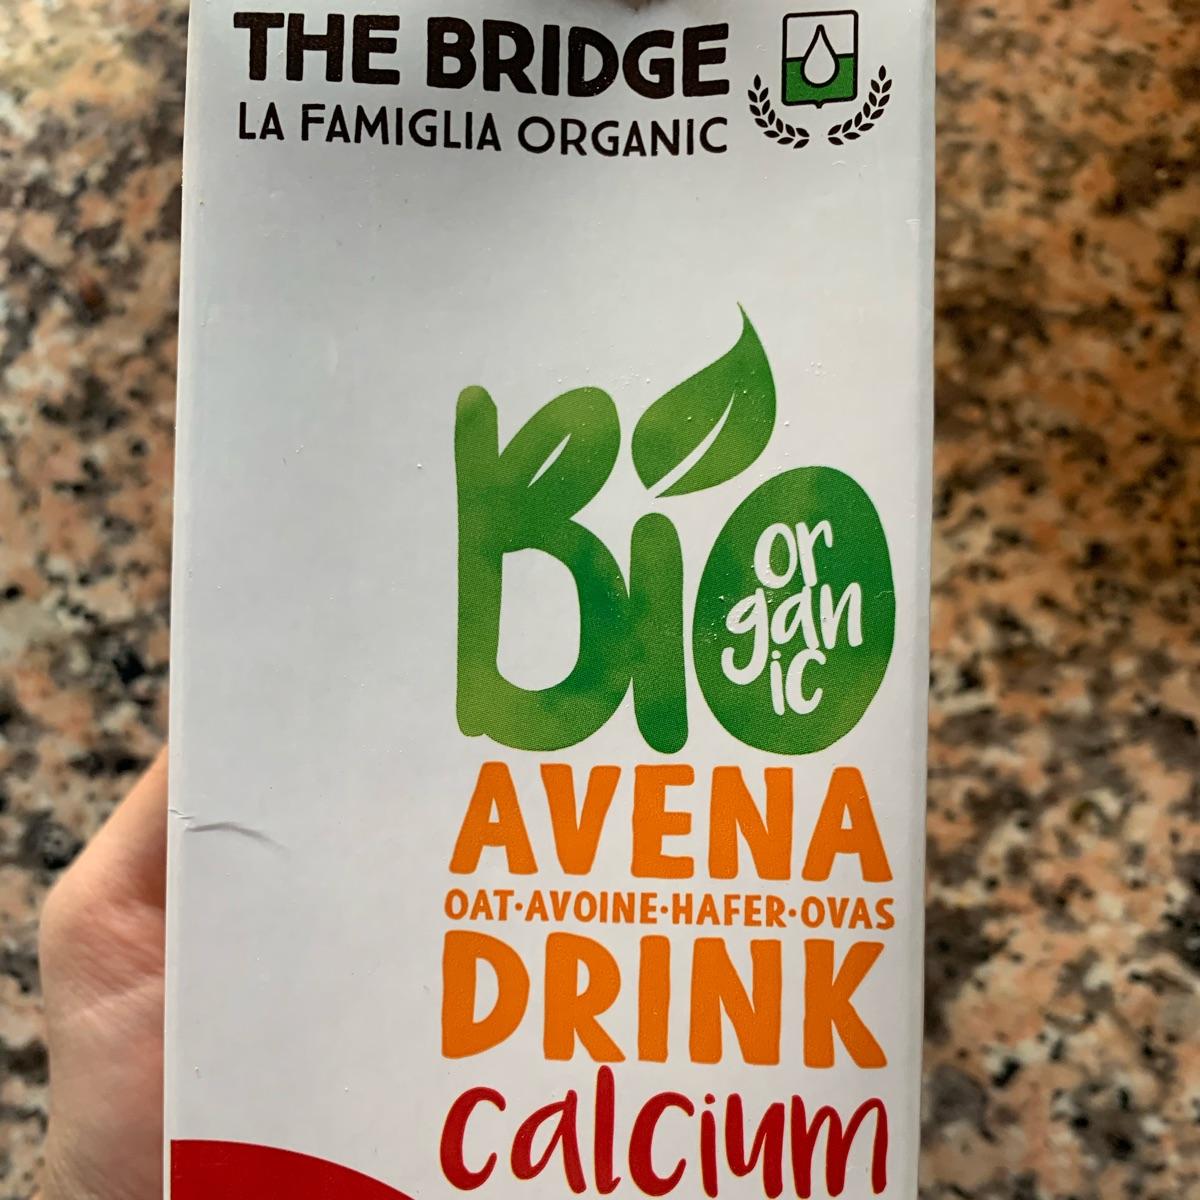 THE BRIDGE
LA FAMIGLIA ORGANIC
Bio
or
gan
ic
AVENA
OAT·AVOINE·HAFER·OVAS
DRINK
calcium